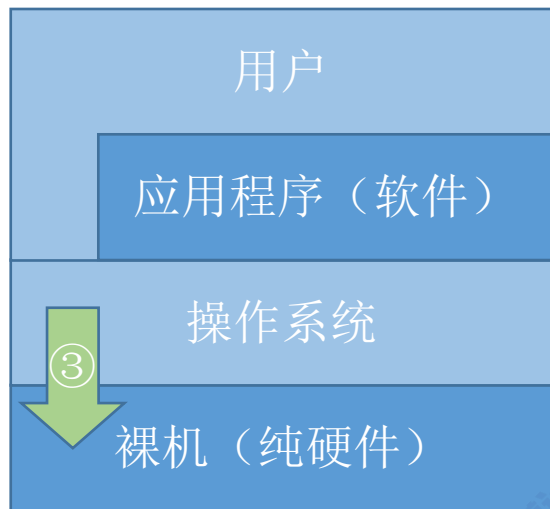 用户
应用程序（软件）
操作系统
③
裸机（纯硬件）